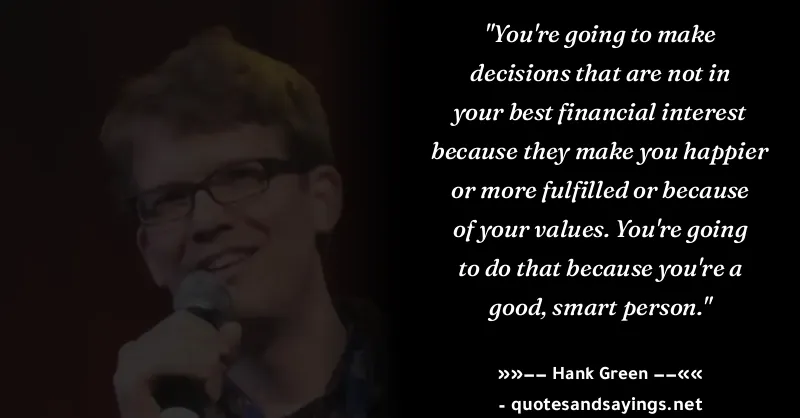 "You're going to make
decisions that are not in
your best financial interest
because they make you happier
or more fulfilled or because
of your values. You're going
to do that because you're a
good, smart person."
»»–– Hank Green ––««
- quotesandsayings.net